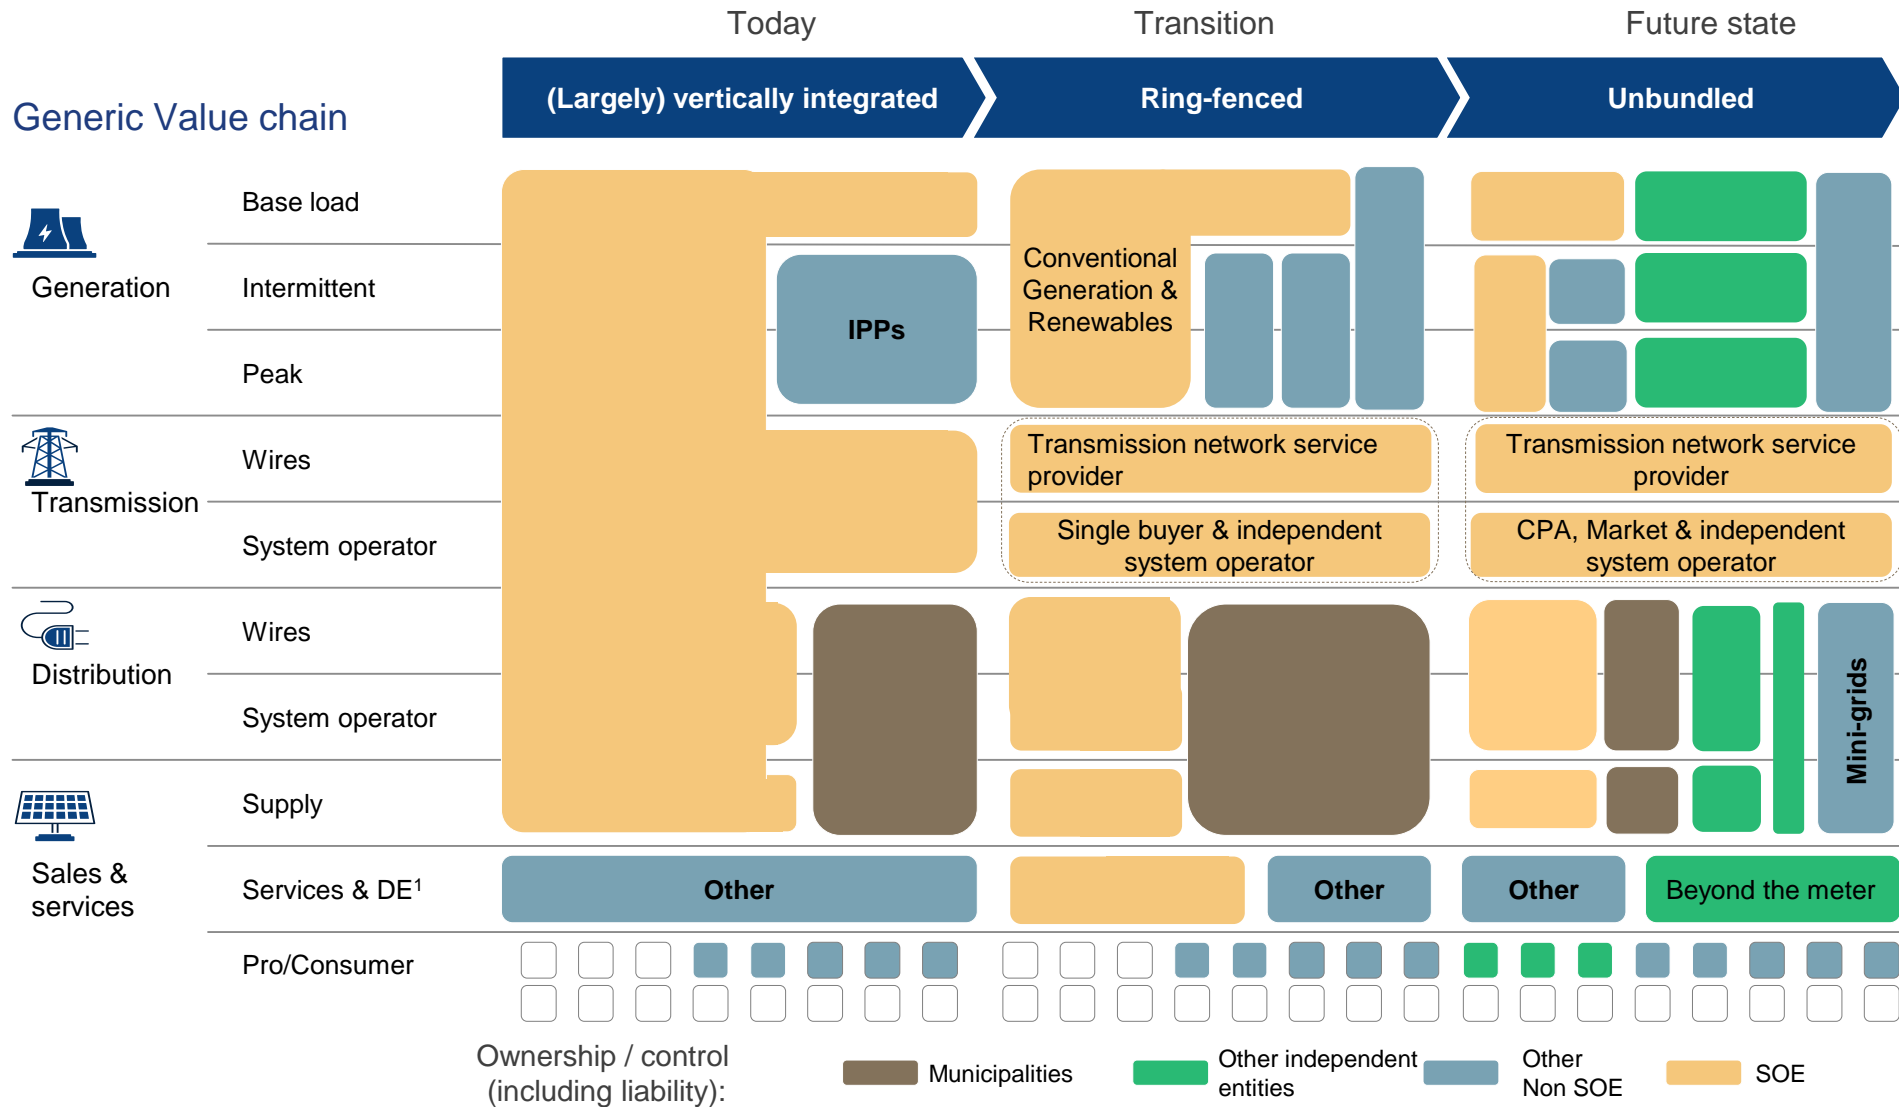 Today
Transition
Future state
Generic Value chain
(Largely) vertically integrated
Ring-fenced
Unbundled
Generation
Base load
Intermittent
Peak
IPPs
Conventional
Generation &
Renewables
Transmission
Wires
System operator
Transmission network service
provider
Transmission network service
provider
Single buyer & independent
system operator
CPA, Market & independent
system operator
Distribution
Wires
System operator
Mini-grids
Sales &
services
Supply
Services & DE¹
Other
Other
Other
Beyond the meter
Pro/Consumer
Ownership / control
(including liability):
Municipalities
Other independent
entities
Other
Non SOE
SOE